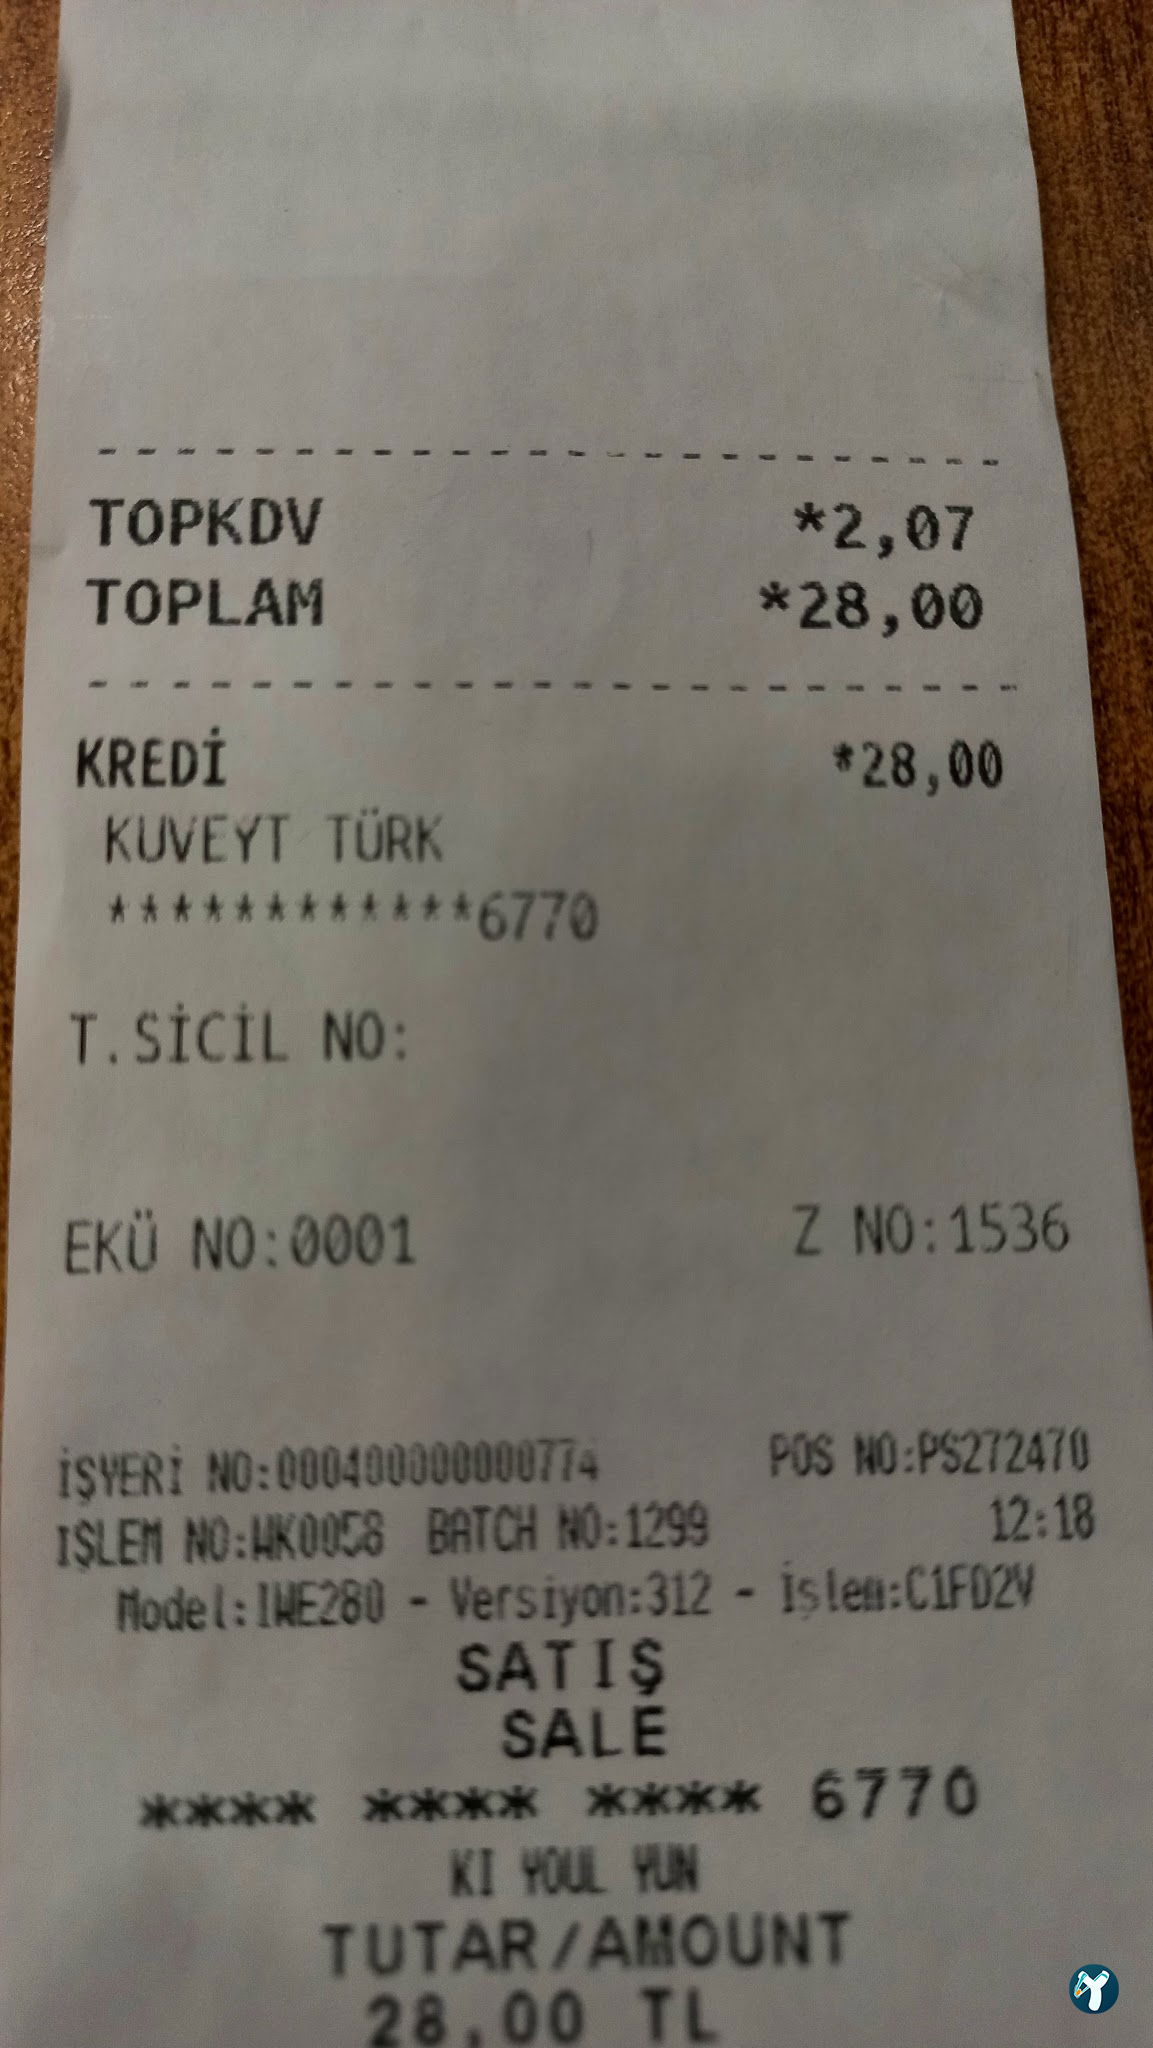 TOPKDV *2,07
TOPLAM *28,00
KREDİ *28,00
KUVEYT TÜRK
************6770
T.SİCİL NO:
EKÜ NO:0001 Z NO:1536
İŞYERİ NO:000400000000774 POS NO:PS272470
IŞLEM NO:WK0058 BATCH NO:1299 12:18
Model:IWE280 - Versiyon:312 - İşlem:C1FD2V
SATIŞ
SALE
**** **** **** 6770
KI YOUL YUN
TUTAR/AMOUNT
28,00 TL